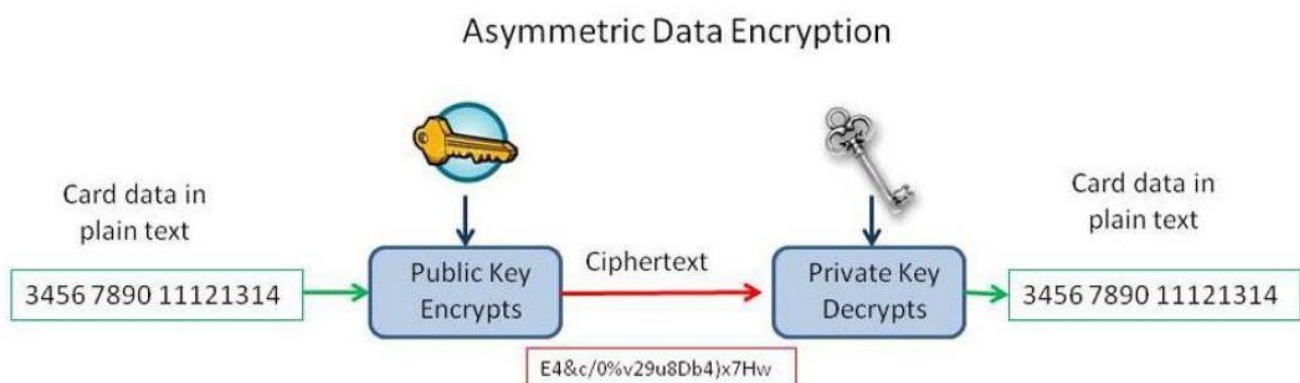 Asymmetric Data Encryption
Card data in
plain text
3456 7890 11121314
Public Key
Encrypts
Ciphertext
E4&c/0%v29u8Db4)x7Hw
Private Key
Decrypts
Card data in
plain text
3456 7890 11121314